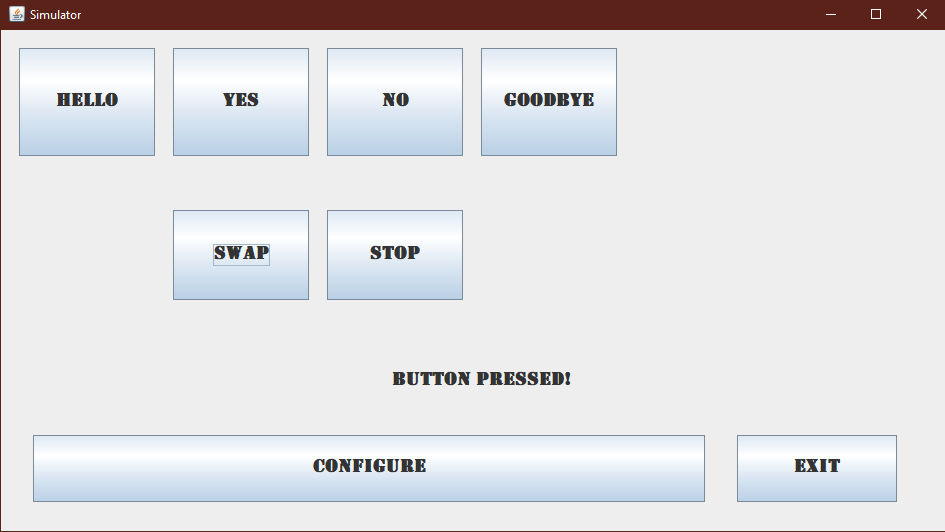 Simulator
HELLO YES NO GOODBYE
SWAP STOP
BUTTON PRESSED!
CONFIGURE EXIT